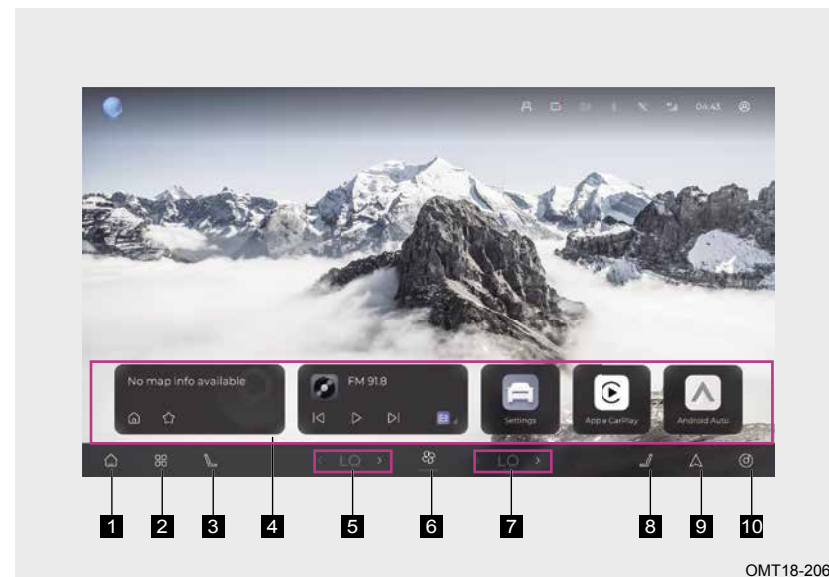 04:43
No map info available
FM 91.8
Settings
Apple CarPlay
Android Auto
LO
LO
1
2
3
4
5
6
7
8
9
10
OMT18-206